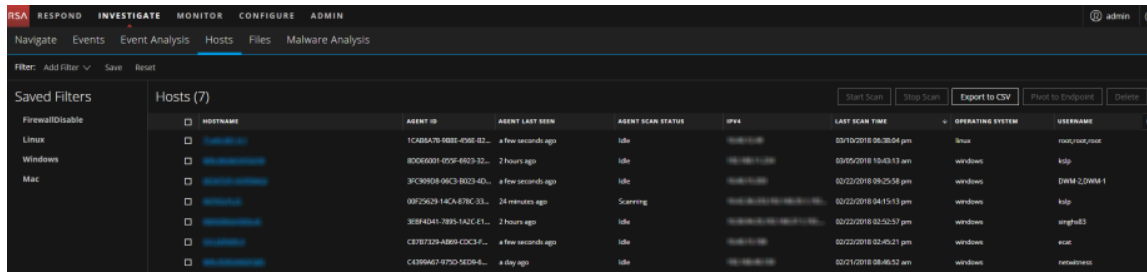 RSA RESPOND INVESTIGATE MONITOR CONFIGURE ADMIN admin
Navigate Events Event Analysis Hosts Files Malware Analysis
Filter: Add Filter Save Reset
Saved Filters
FirewallDisable
Linux
Windows
Mac
Hosts (7) Start Scan Stop Scan Export to CSV Pivot to Endpoint Delete
HOSTNAME AGENT ID AGENT LAST SEEN AGENT SCAN STATUS IPV4 LAST SCAN TIME OPERATING SYSTEM USERNAME
1CAB6A78-9BBE-456E-82... a few seconds ago Idle 03/10/2018 06:38:04 pm linux root,root,root
8DDE6001-055F-6923-32... 2 hours ago Idle 03/05/2018 10:43:13 am windows kslp
3FC909D8-06C3-B023-4D... a few seconds ago Idle 02/22/2018 09:25:58 pm windows DWM-2,DWM-1
00F25629-14CA-878C-33... 24 minutes ago Scanning 02/22/2018 04:15:13 pm windows kslp
3EBF4D41-7895-1A2C-E1... 2 hours ago Idle 02/22/2018 02:52:57 pm windows singhs83
C87B7329-AB69-CDC3-F... a few seconds ago Idle 02/22/2018 02:45:21 pm windows ecat
C4399A67-975D-5ED9-6... a day ago Idle 02/21/2018 08:46:52 am windows netwitness